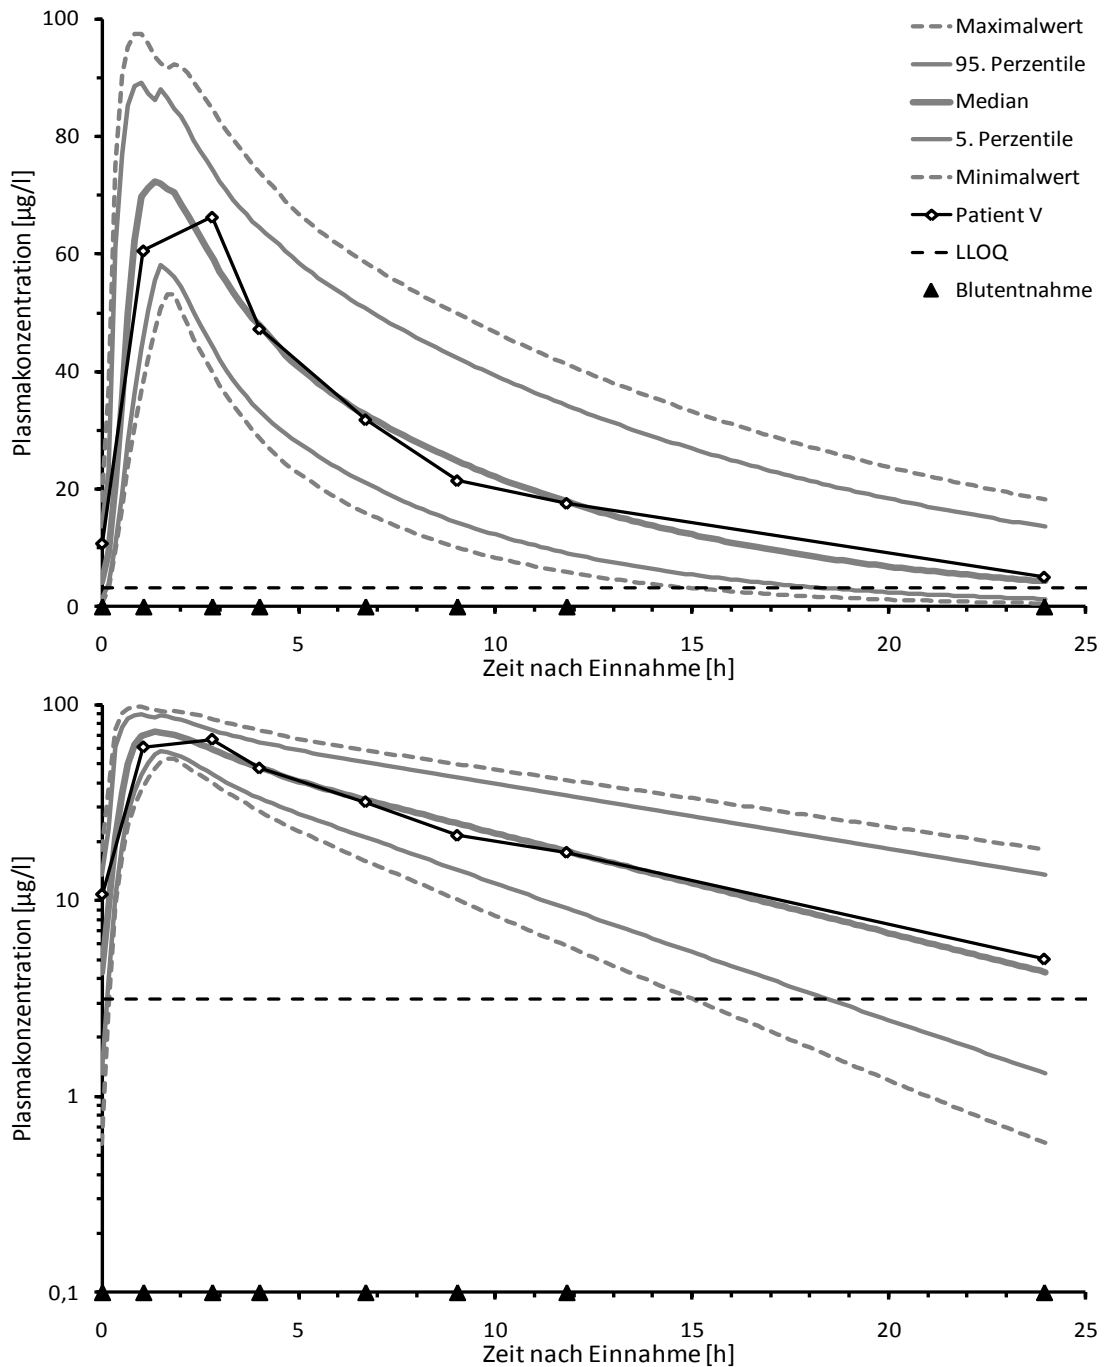 Plasmakonzentration [µg/l]
100
80
60
40
20
0
0 5 10 15 20 25
Zeit nach Einnahme [h]
Maximalwert
95. Perzentile
Median
5. Perzentile
Minimalwert
Patient V
LLOQ
Blutentnahme
Plasmakonzentration [µg/l]
100
10
1
0,1
0 5 10 15 20 25
Zeit nach Einnahme [h]